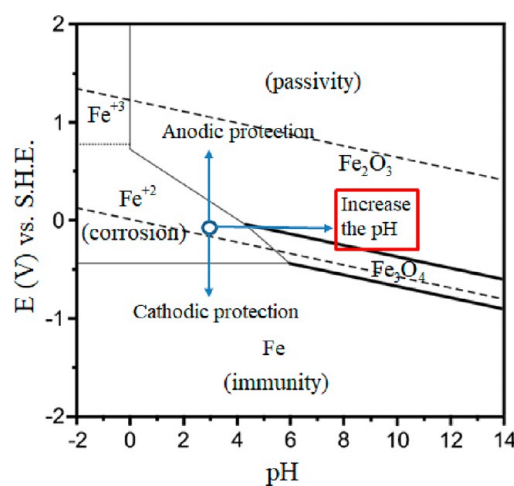 2
(passivity)
Fe+3
1
Anodic protection
Fe2O3
Fe+2
Increase
the pH
0
(corrosion)
Fe3O4
-1
Cathodic protection
Fe
(immunity)
-2
-2 0 2 4 6 8 10 12 14
pH
E (V) vs. S.H.E.